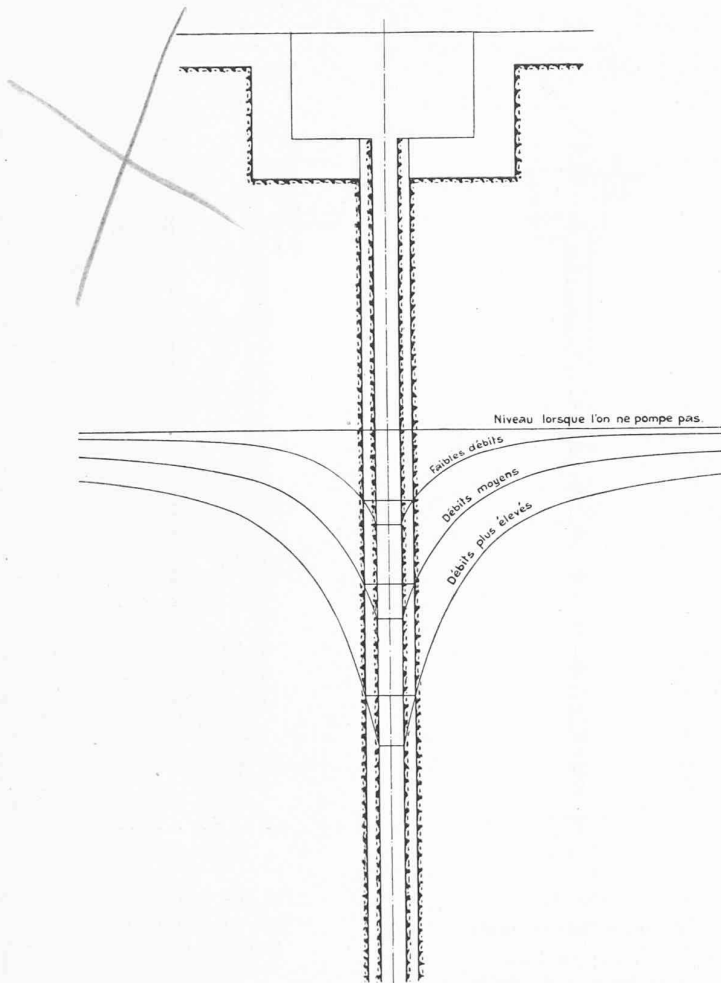 Niveau lorsque l'on ne pompe pas.
Faibles débits
Débits moyens
Débits plus élevés